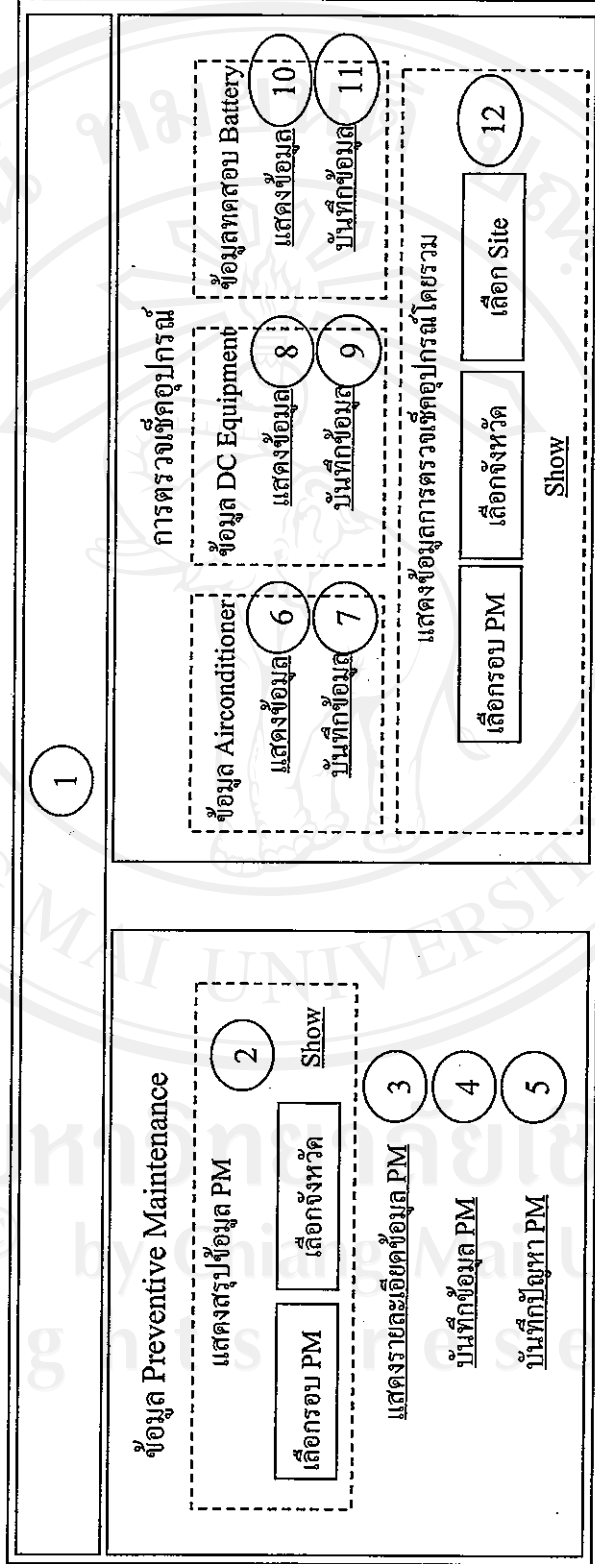 1
ข้อมูล Preventive Maintenance
แสดงสรุปข้อมูล PM
2
เลือกรอบ PM
เลือกจังหวัด
Show
แสดงรายละเอียดข้อมูล PM
3
บันทึกข้อมูล PM
4
บันทึกปัญหา PM
5
การตรวจเช็คอุปกรณ์
ข้อมูล Airconditioner
แสดงข้อมูล
6
บันทึกข้อมูล
7
ข้อมูล DC Equipment
แสดงข้อมูล
8
บันทึกข้อมูล
9
ข้อมูลทดสอบ Battery
แสดงข้อมูล
10
บันทึกข้อมูล
11
แสดงข้อมูลการตรวจเช็คอุปกรณ์โดยรวม
เลือกรอบ PM
เลือกจังหวัด
เลือก Site
12
Show